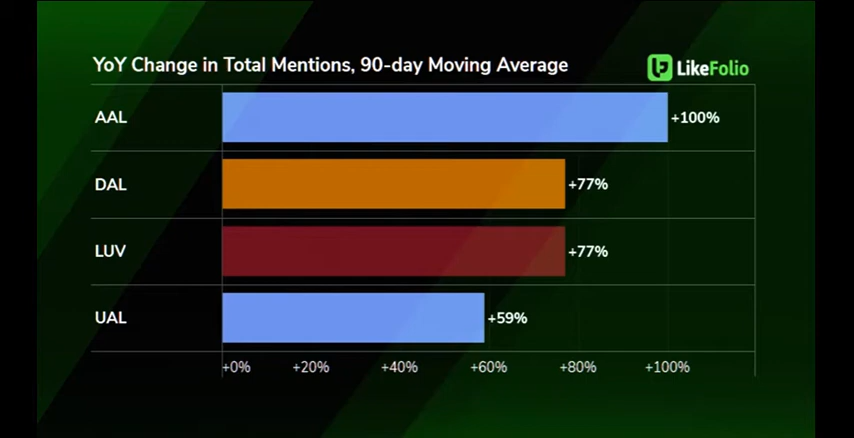 YoY Change in Total Mentions, 90-day Moving Average
LikeFolio
AAL
+100%
DAL
+77%
LUV
+77%
UAL
+59%
+0% +20% +40% +60% +80% +100%